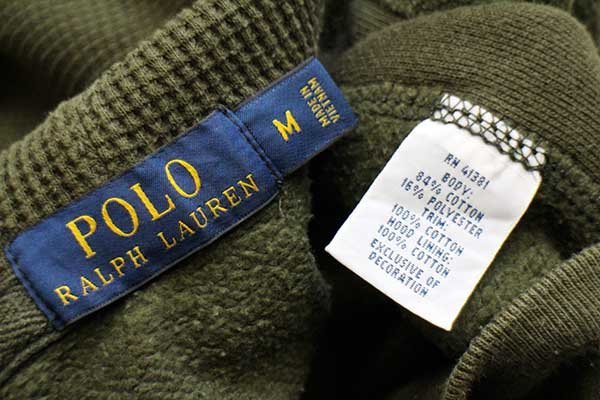 POLO
RALPH LAUREN
M
MADE IN
VIETNAM
RN 41381
BODY:
84% COTTON
16% POLYESTER
TRIM:
100% COTTON
HOOD LINING:
100% COTTON
EXCLUSIVE OF
DECORATION